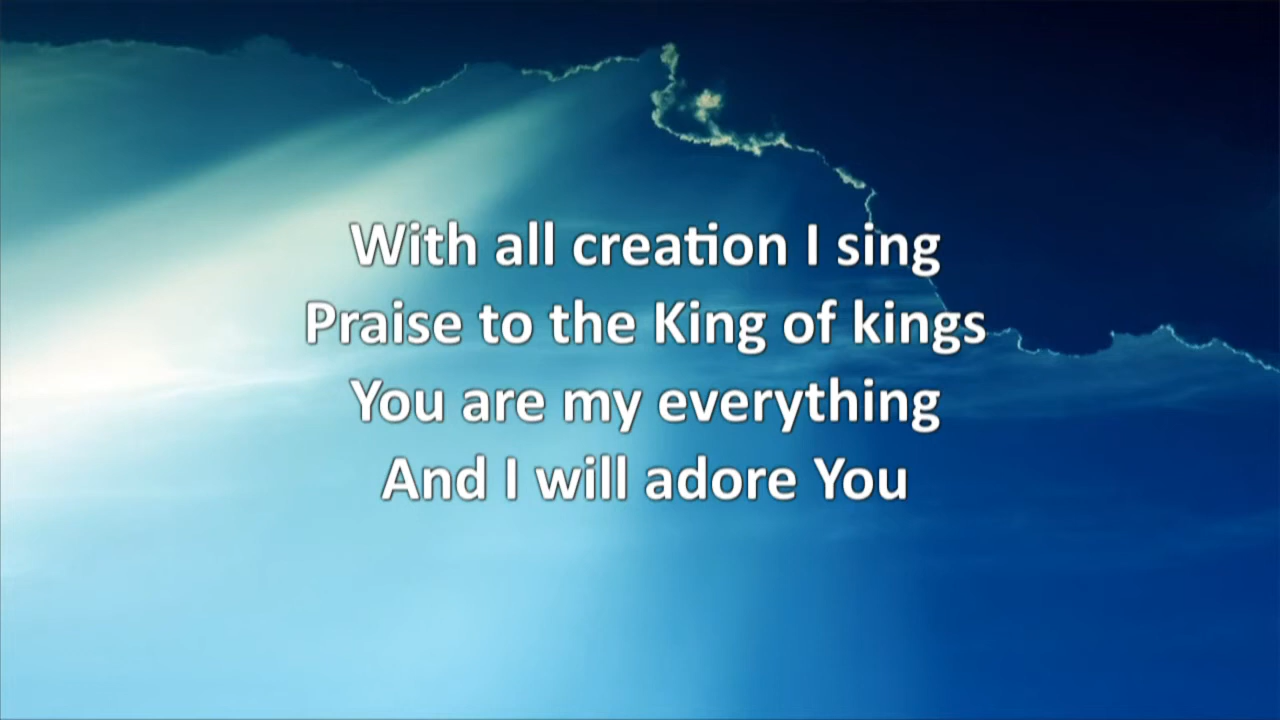 With all creation I sing
Praise to the King of kings
You are my everything
And I will adore You